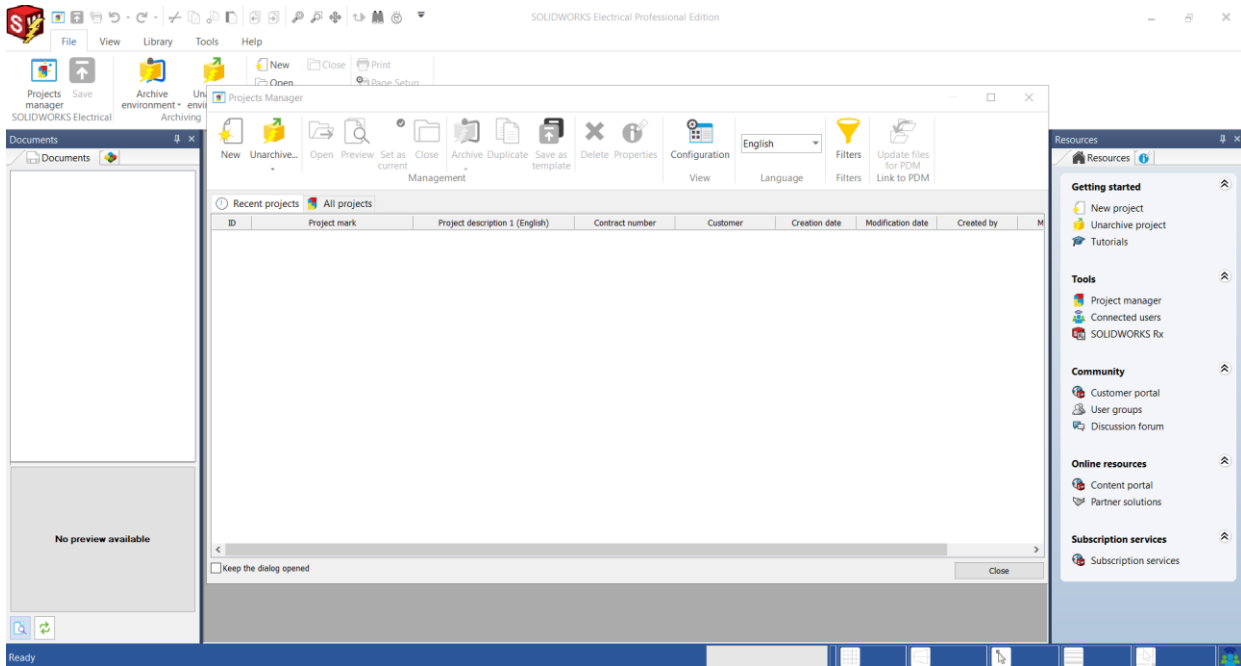 SOLIDWORKS Electrical Professional Edition
File View Library Tools Help
New Close Print
Open Page Setup
Projects manager Save
Archive environment
SOLIDWORKS Electrical Archiving
Documents
Documents
No preview available
Projects Manager
New Unarchive... Open Preview Set as current Close Archive Duplicate Save as template Delete Properties Configuration English Filters Update files for PDM
Management View Language Filters Link to PDM
Recent projects All projects
ID Project mark Project description 1 (English) Contract number Customer Creation date Modification date Created by M
Keep the dialog opened
Close
Resources
Resources
Getting started
New project
Unarchive project
Tutorials
Tools
Project manager
Connected users
SOLIDWORKS Rx
Community
Customer portal
User groups
Discussion forum
Online resources
Content portal
Partner solutions
Subscription services
Subscription services
Ready